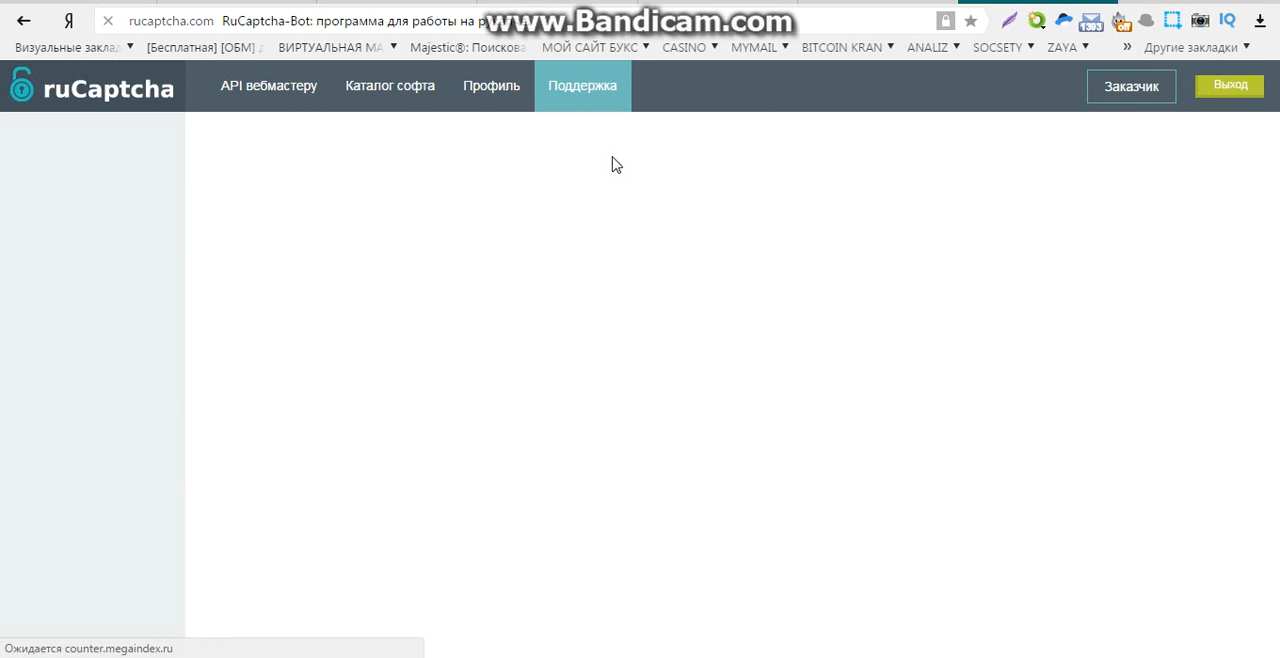 www.Bandicam.com
Я rucaptcha.com RuCaptcha-Bot: программа для работы на
Визуальные заклад [Бесплатная] [ОБМ] ВИРТУАЛЬНАЯ МА Majestic®: Поискова МОЙ САЙТ БУКС CASINO MYMAIL BITCOIN KRAN ANALIZ SOCSETY ZAYA » Другие закладки
ruCaptcha API вебмастеру Каталог софта Профиль Поддержка Заказчик Выход
Ожидается counter.megaindex.ru